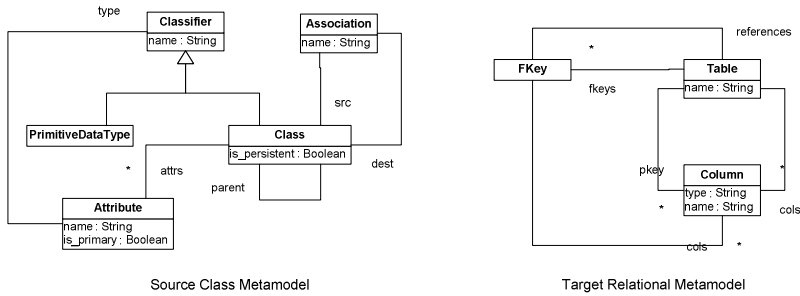 type
Classifier
name : String
Association
name : String
src
PrimitiveDataType
Class
is_persistent : Boolean
dest
*
attrs
parent
Attribute
name : String
is_primary : Boolean
Source Class Metamodel
references
*
FKey
fkeys
Table
name : String
pkey
*
Column
type : String
name : String
*
cols
cols
*
Target Relational Metamodel